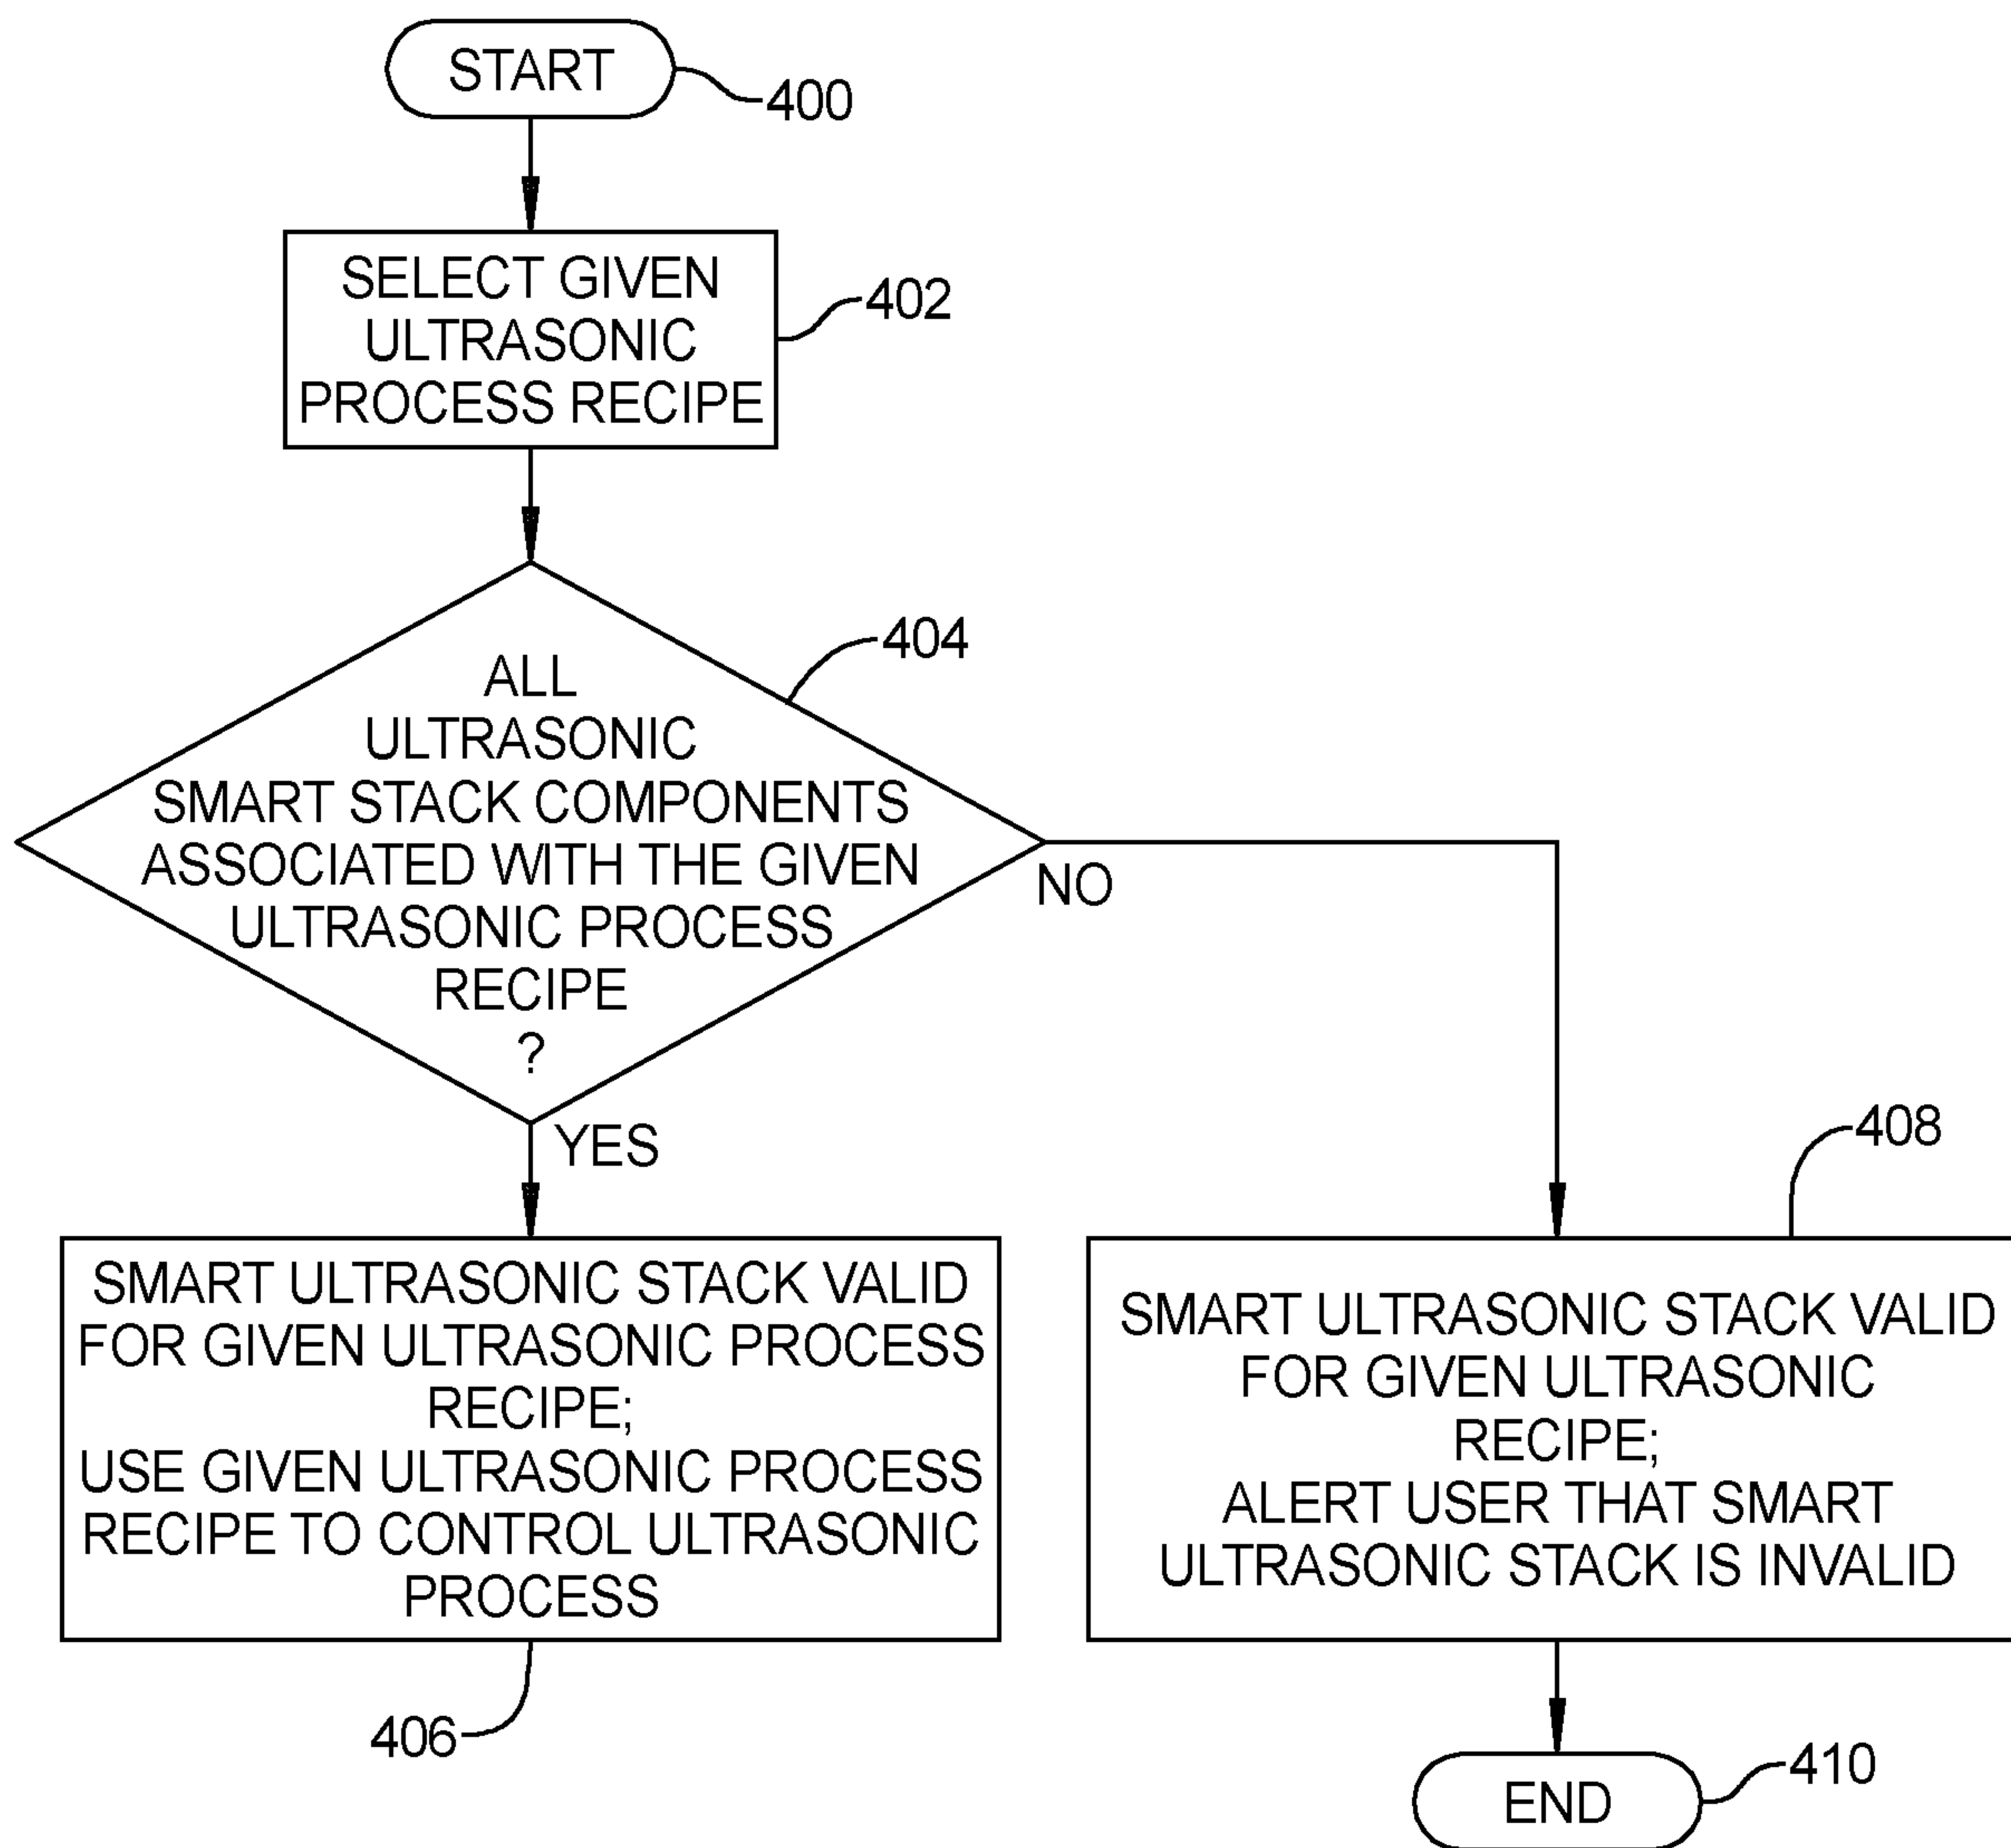 START
400
SELECT GIVEN
ULTRASONIC
PROCESS RECIPE
402
404
ALL
ULTRASONIC
SMART STACK COMPONENTS
ASSOCIATED WITH THE GIVEN
ULTRASONIC PROCESS
RECIPE
?
NO
YES
SMART ULTRASONIC STACK VALID
FOR GIVEN ULTRASONIC PROCESS
RECIPE;
USE GIVEN ULTRASONIC PROCESS
RECIPE TO CONTROL ULTRASONIC
PROCESS
406
408
SMART ULTRASONIC STACK VALID
FOR GIVEN ULTRASONIC
RECIPE;
ALERT USER THAT SMART
ULTRASONIC STACK IS INVALID
END
410